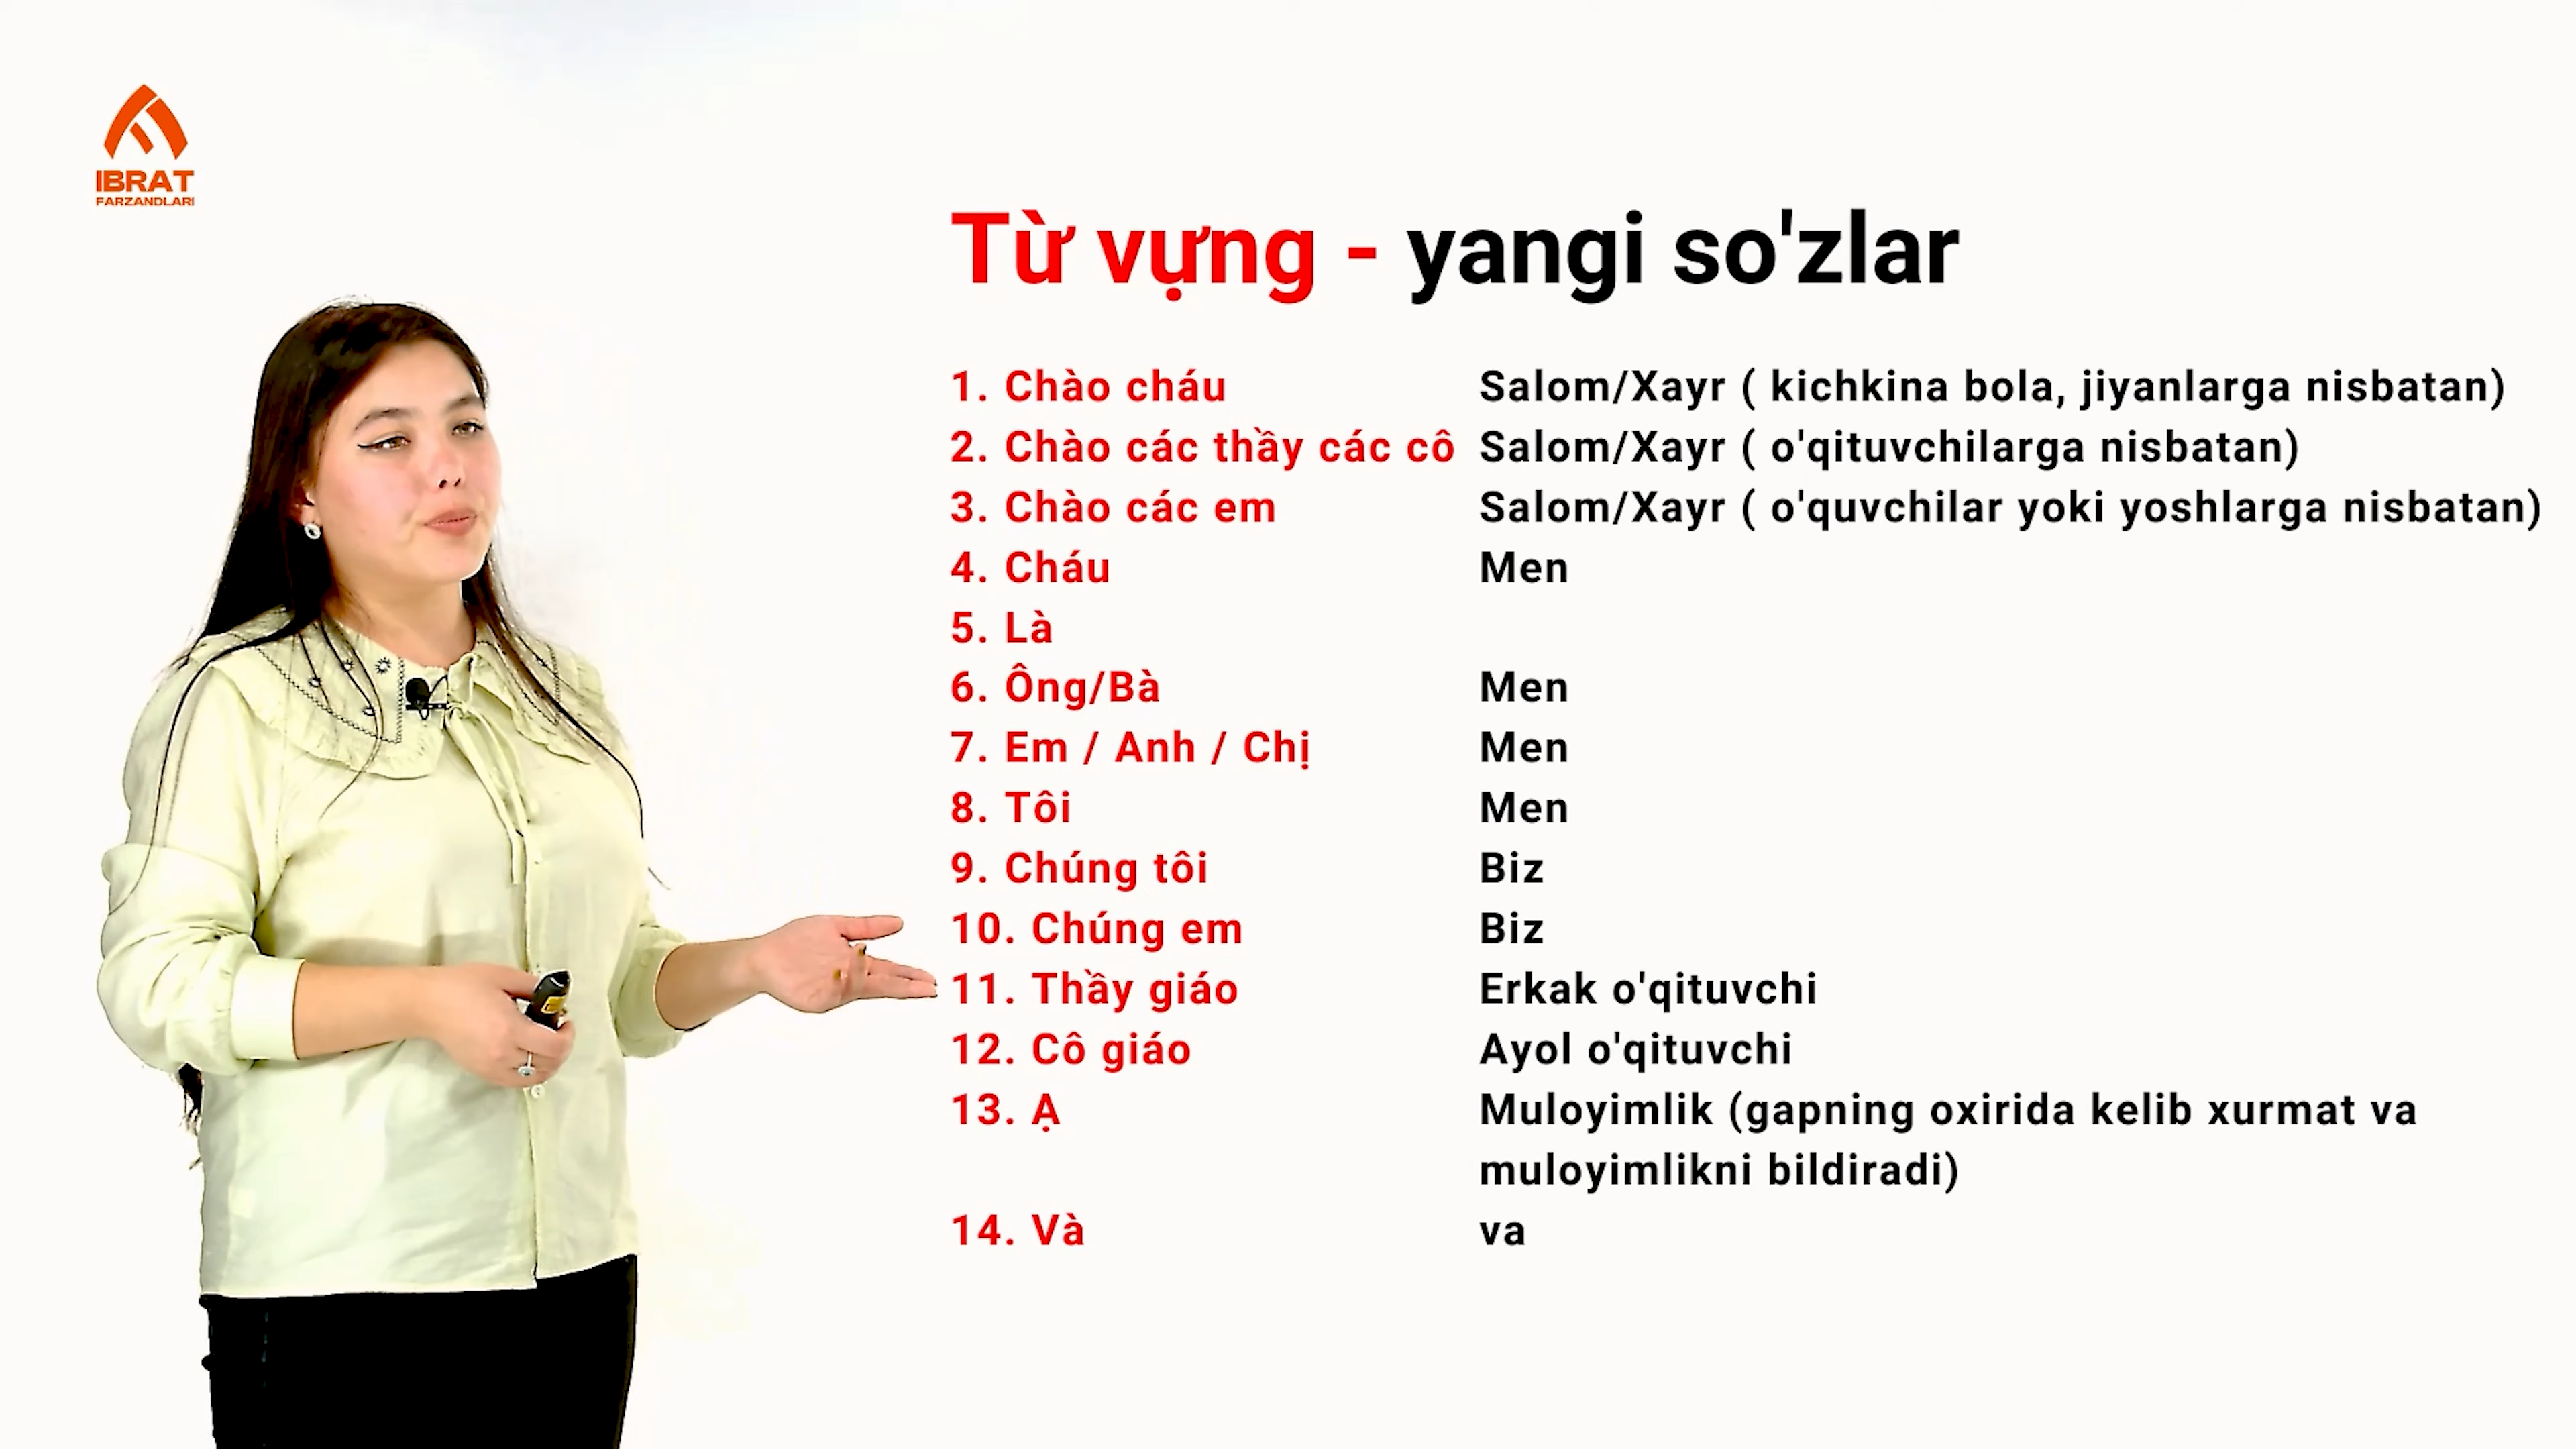 IBRAT
FARZANDLARI
Từ vựng - yangi so'zlar
1. Chào cháu Salom/Xayr ( kichkina bola, jiyanlarga nisbatan)
2. Chào các thầy các cô Salom/Xayr ( o'qituvchilarga nisbatan)
3. Chào các em Salom/Xayr ( o'quvchilar yoki yoshlarga nisbatan)
4. Cháu Men
5. Là
6. Ông/Bà Men
7. Em / Anh / Chị Men
8. Tôi Men
9. Chúng tôi Biz
10. Chúng em Biz
11. Thầy giáo Erkak o'qituvchi
12. Cô giáo Ayol o'qituvchi
13. Ạ Muloyimlik (gapning oxirida kelib xurmat va
muloyimlikni bildiradi)
14. Và va